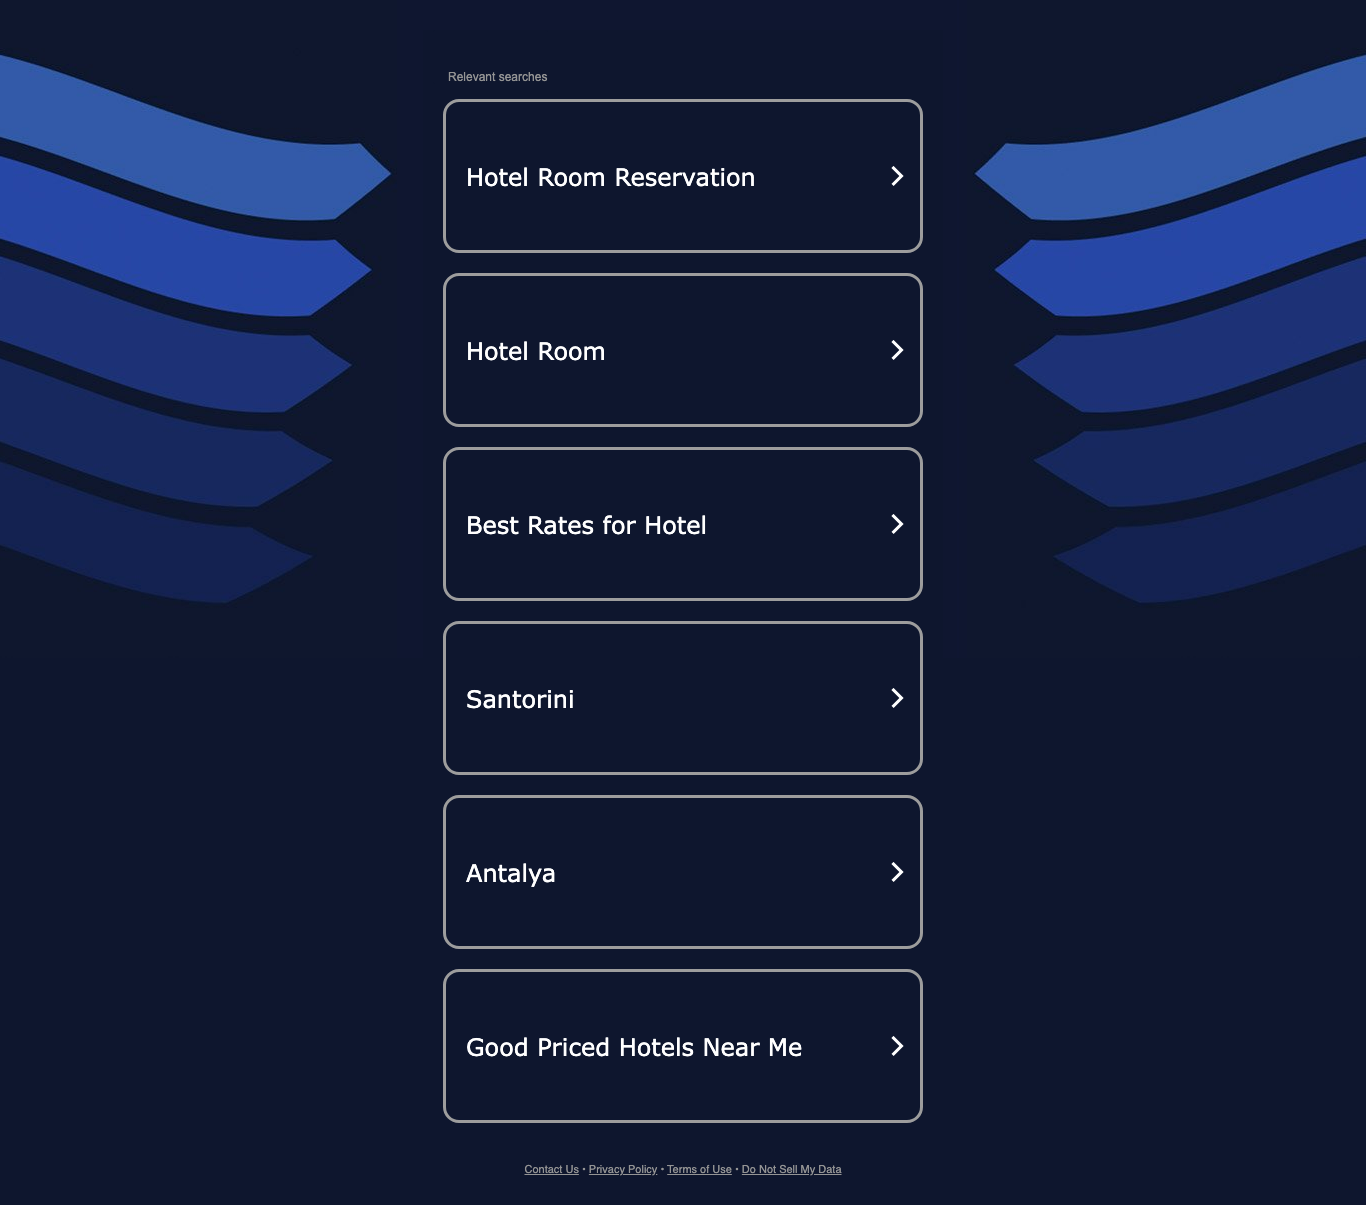 Relevant searches
Hotel Room Reservation
Hotel Room
Best Rates for Hotel
Santorini
Antalya
Good Priced Hotels Near Me
Contact Us • Privacy Policy • Terms of Use • Do Not Sell My Data